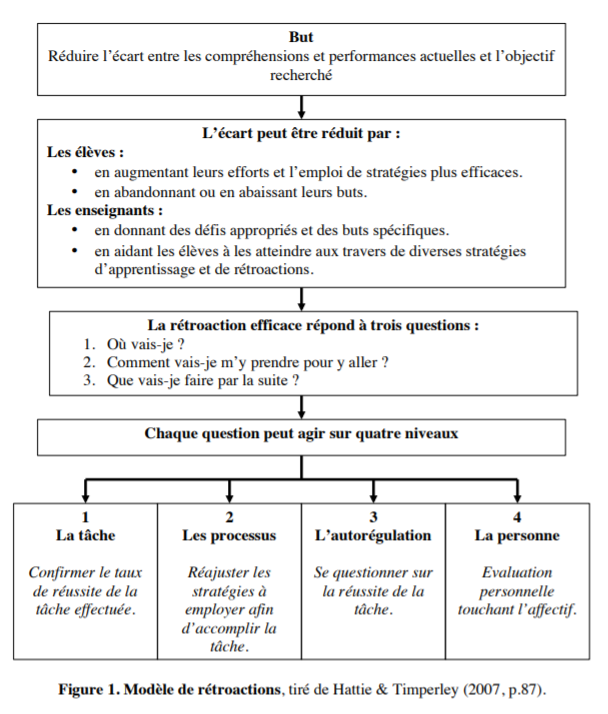 But
Réduire l'écart entre les compréhensions et performances actuelles et l'objectif
recherché
L'écart peut être réduit par :
Les élèves :
• en augmentant leurs efforts et l'emploi de stratégies plus efficaces.
• en abandonnant ou en abaissant leurs buts.
Les enseignants :
• en donnant des défis appropriés et des buts spécifiques.
• en aidant les élèves à les atteindre aux travers de diverses stratégies
d'apprentissage et de rétroactions.
La rétroaction efficace répond à trois questions :
1. Où vais-je ?
2. Comment vais-je m'y prendre pour y aller ?
3. Que vais-je faire par la suite ?
Chaque question peut agir sur quatre niveaux
1
La tâche
Confirmer le taux
de réussite de la
tâche effectuée.
2
Les processus
Réajuster les
stratégies à
employer afin
d'accomplir la
tâche.
3
L'autorégulation
Se questionner sur
la réussite de la
tâche.
4
La personne
Evaluation
personnelle
touchant l'affectif.
Figure 1. Modèle de rétroactions, tiré de Hattie & Timperley (2007, p.87).